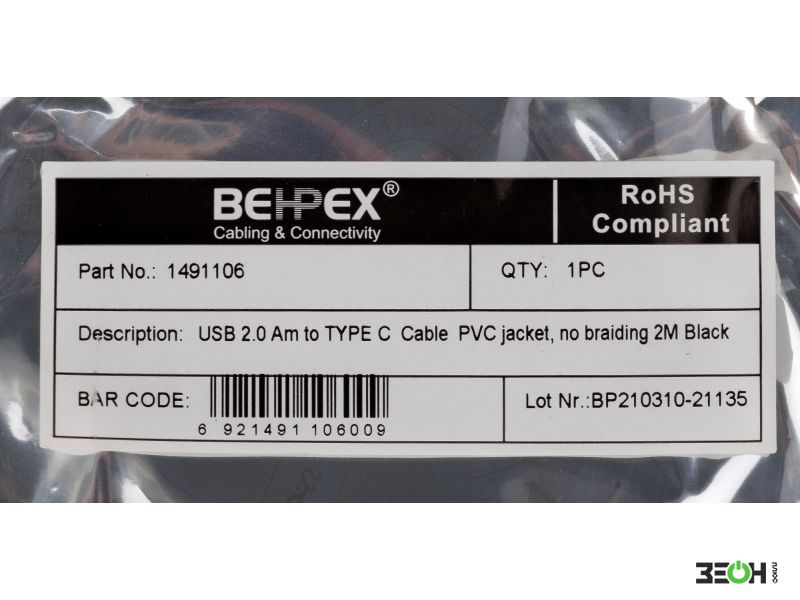 BEHPEX®
Cabling & Connectivity
RoHS
Compliant
Part No.: 1491106
QTY: 1PC
Description: USB 2.0 Am to TYPE C Cable PVC jacket, no braiding 2M Black
BAR CODE:
6 921491 106009
Lot Nr.:BP210310-21135
ЗЕОН
ПЛЮС